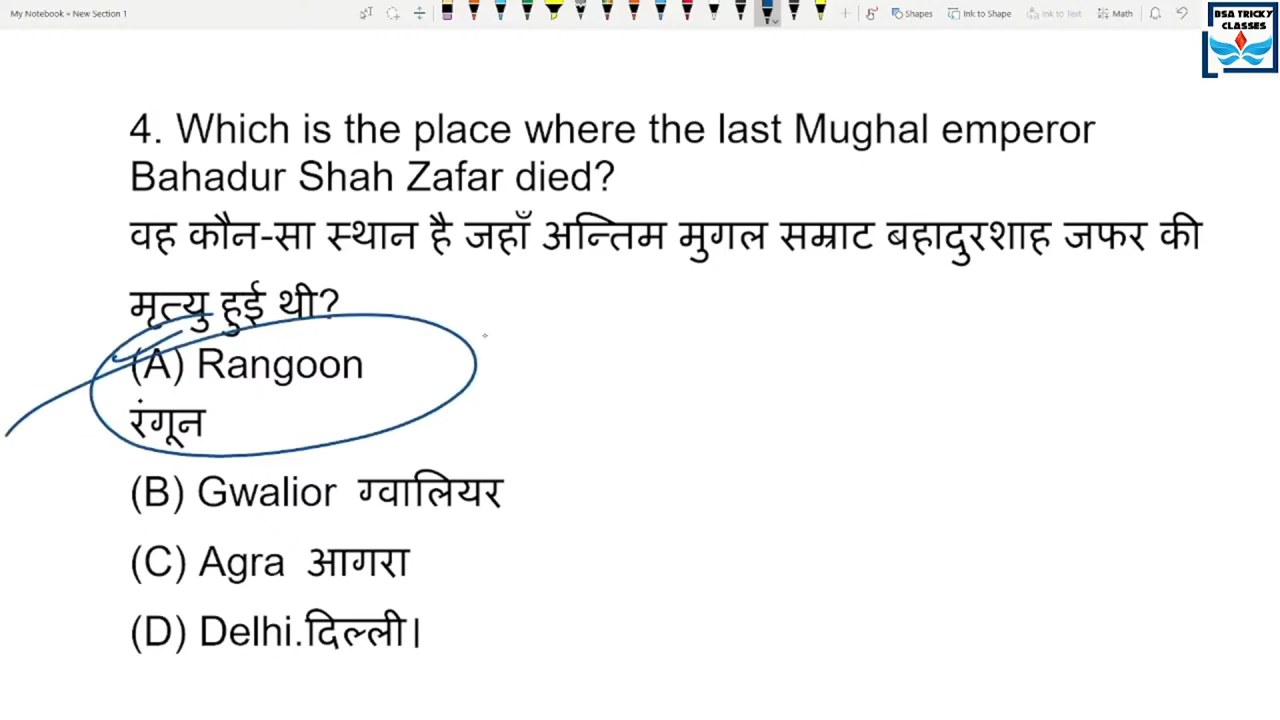 My Notebook » New Section 1
Shapes
Ink to Shape
Ink to Text
Math
BSA TRICKY
CLASSES
4. Which is the place where the last Mughal emperor
Bahadur Shah Zafar died?
वह कौन-सा स्थान है जहाँ अन्तिम मुगल सम्राट बहादुरशाह जफर की
मृत्यु हुई थी?
(A) Rangoon
रंगून
(B) Gwalior ग्वालियर
(C) Agra आगरा
(D) Delhi.दिल्ली।